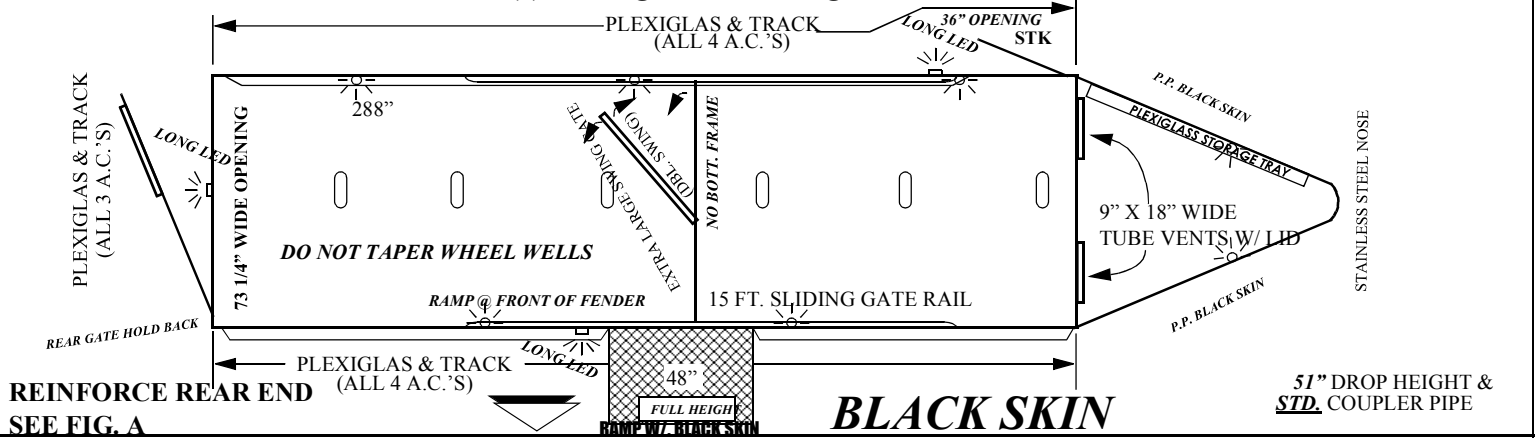 PLEXIGLAS & TRACK
(ALL 4 A.C.'S)
36" OPENING
STK
LONG LED
P.P. BLACK SKIN
PLEXIGLASS STORAGE TRAY
STAINLESS STEEL NOSE
PLEXIGLAS & TRACK
(ALL 3 A.C.'S)
LONG LED
73 1/4" WIDE OPENING
288"
EXTRA LARGE SWING GATE
(DBL. SWING)
NO BOTT. FRAME
9" X 18" WIDE
TUBE VENTS W/ LID
DO NOT TAPER WHEEL WELLS
RAMP @ FRONT OF FENDER
15 FT. SLIDING GATE RAIL
P.P. BLACK SKIN
REAR GATE HOLD BACK
PLEXIGLAS & TRACK
(ALL 4 A.C.'S)
LONG LED
48"
FULL HEIGHT
RAMP W/. BLACK SKIN
REINFORCE REAR END
SEE FIG. A
BLACK SKIN
51" DROP HEIGHT &
STD. COUPLER PIPE